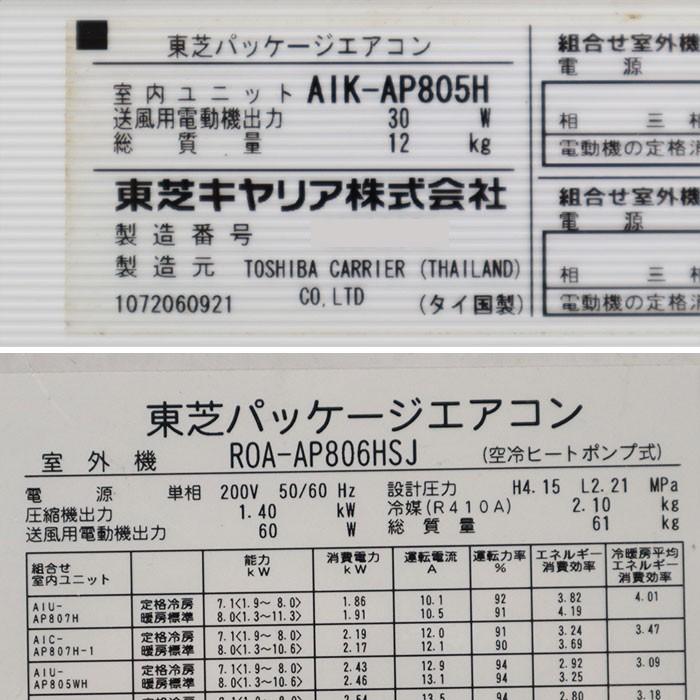 東芝パッケージエアコン
室内ユニット AIK-AP805H
送風用電動機出力 30 W
総質量 12 kg
東芝キヤリア株式会社
製造番号
製造元 TOSHIBA CARRIER (THAILAND)
CO,LTD
1072060921 (タイ国製)
組合せ室外機
電源
相 三相
電動機の定格消
組合せ室外機
電源
相 三相
電動機の定格消
東芝パッケージエアコン
室外機 ROA-AP806HSJ (空冷ヒートポンプ式)
電源 単相 200V 50/60 Hz 設計圧力 H4.15 L2.21 MPa
圧縮機出力 1.40 kW 冷媒(R410A) 2.10 kg
送風用電動機出力 60 W 総質量 61 kg
組合せ室内ユニット 能力 kW 消費電力 kW 運転電流 A 運転力率 % エネルギー消費効率 冷暖房平均エネルギー消費効率
AIU-AP807H 定格冷房 7.1<1.9~ 8.0> 1.86 10.1 92 3.82 4.01
暖房標準 8.0<1.3~11.3> 1.91 10.5 91 4.19
AIC-AP807H-1 定格冷房 7.1<1.9~ 8.0> 2.19 12.0 91 3.24 3.47
暖房標準 8.0<1.3~10.6> 2.17 12.1 90 3.69
AIU-AP805WH 定格冷房 7.1<1.9~ 8.0> 2.43 12.9 94 2.92 3.09
暖房標準 8.0<1.3~10.6> 2.46 13.1 94 3.25
2.80 3.18